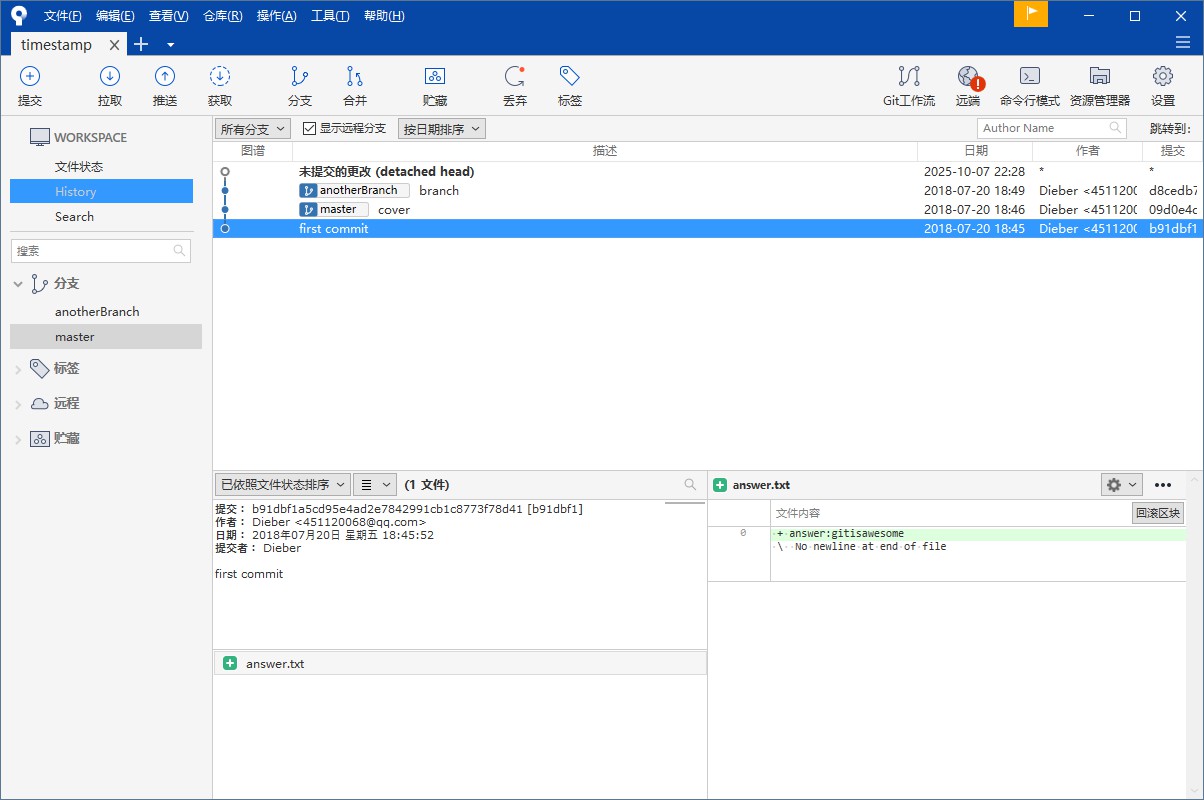 文件(F) 编辑(E) 查看(V) 仓库(R) 操作(A) 工具(T) 帮助(H)
timestamp
提交 拉取 推送 获取 分支 合并 贮藏 丢弃 标签 Git工作流 远端 命令行模式 资源管理器 设置
WORKSPACE
文件状态
History
Search
搜索
分支
anotherBranch
master
标签
远程
贮藏
所有分支 显示远程分支 按日期排序 Author Name 跳转到:
图谱 描述 日期 作者 提交
未提交的更改 (detached head) 2025-10-07 22:28 * *
anotherBranch branch 2018-07-20 18:49 Dieber <4511200 d8cedb7
master cover 2018-07-20 18:46 Dieber <4511200 09d0e4c
first commit 2018-07-20 18:45 Dieber <4511200 b91dbf1
已依照文件状态排序 (1 文件)
提交： b91dbf1a5cd95e4ad2e7842991cb1c8773f78d41 [b91dbf1]
作者： Dieber <451120068@qq.com>
日期： 2018年07月20日 星期五 18:45:52
提交者： Dieber
first commit
answer.txt
answer.txt
文件内容 回滚区块
0 + answer:gitisawesome
\ No newline at end of file